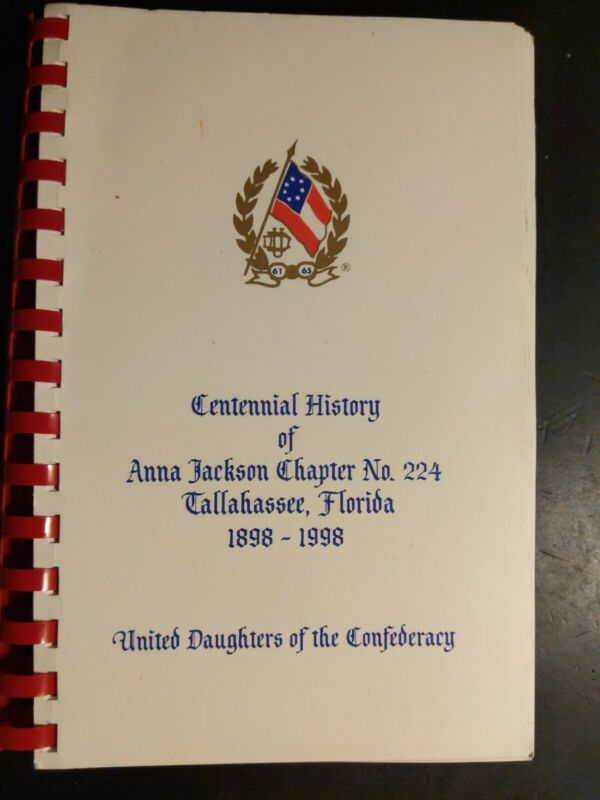 UDC
61 65
®
Centennial History
of
Anna Jackson Chapter No. 224
Tallahassee, Florida
1898 - 1998
United Daughters of the Confederacy